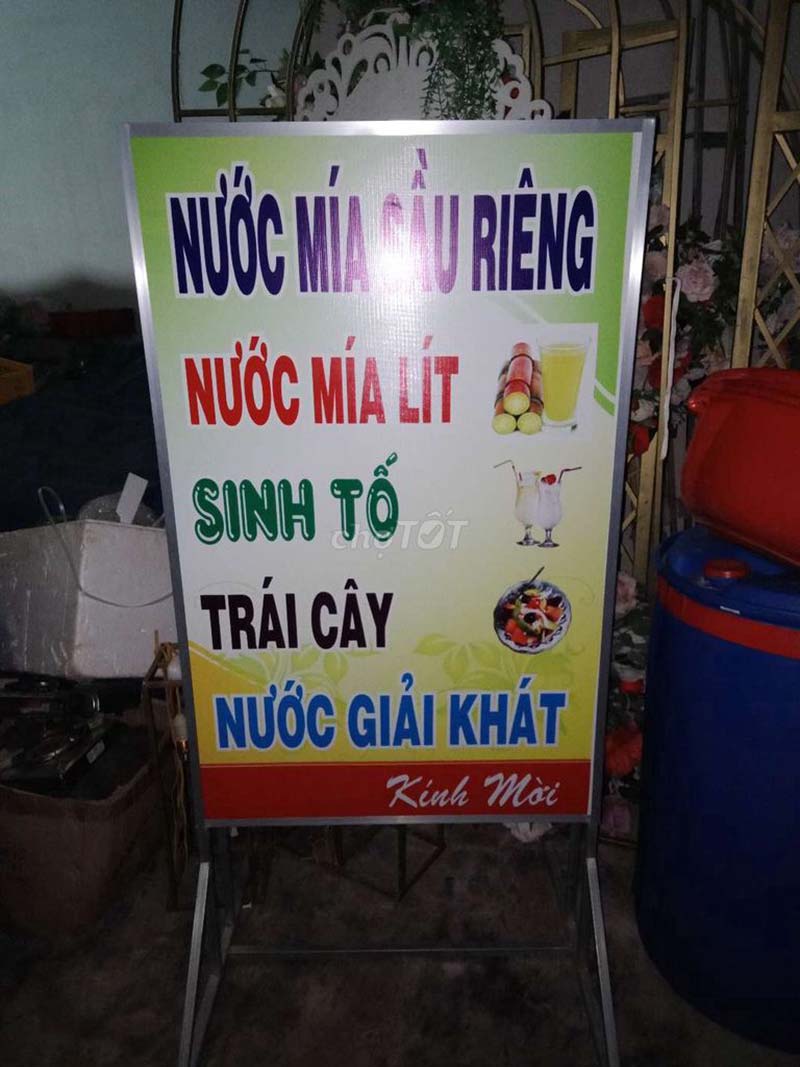 NƯỚC MÍA SẦU RIÊNG
NƯỚC MÍA LÍT
SINH TỐ
chợTỐT
TRÁI CÂY
NƯỚC GIẢI KHÁT
Kính Mời